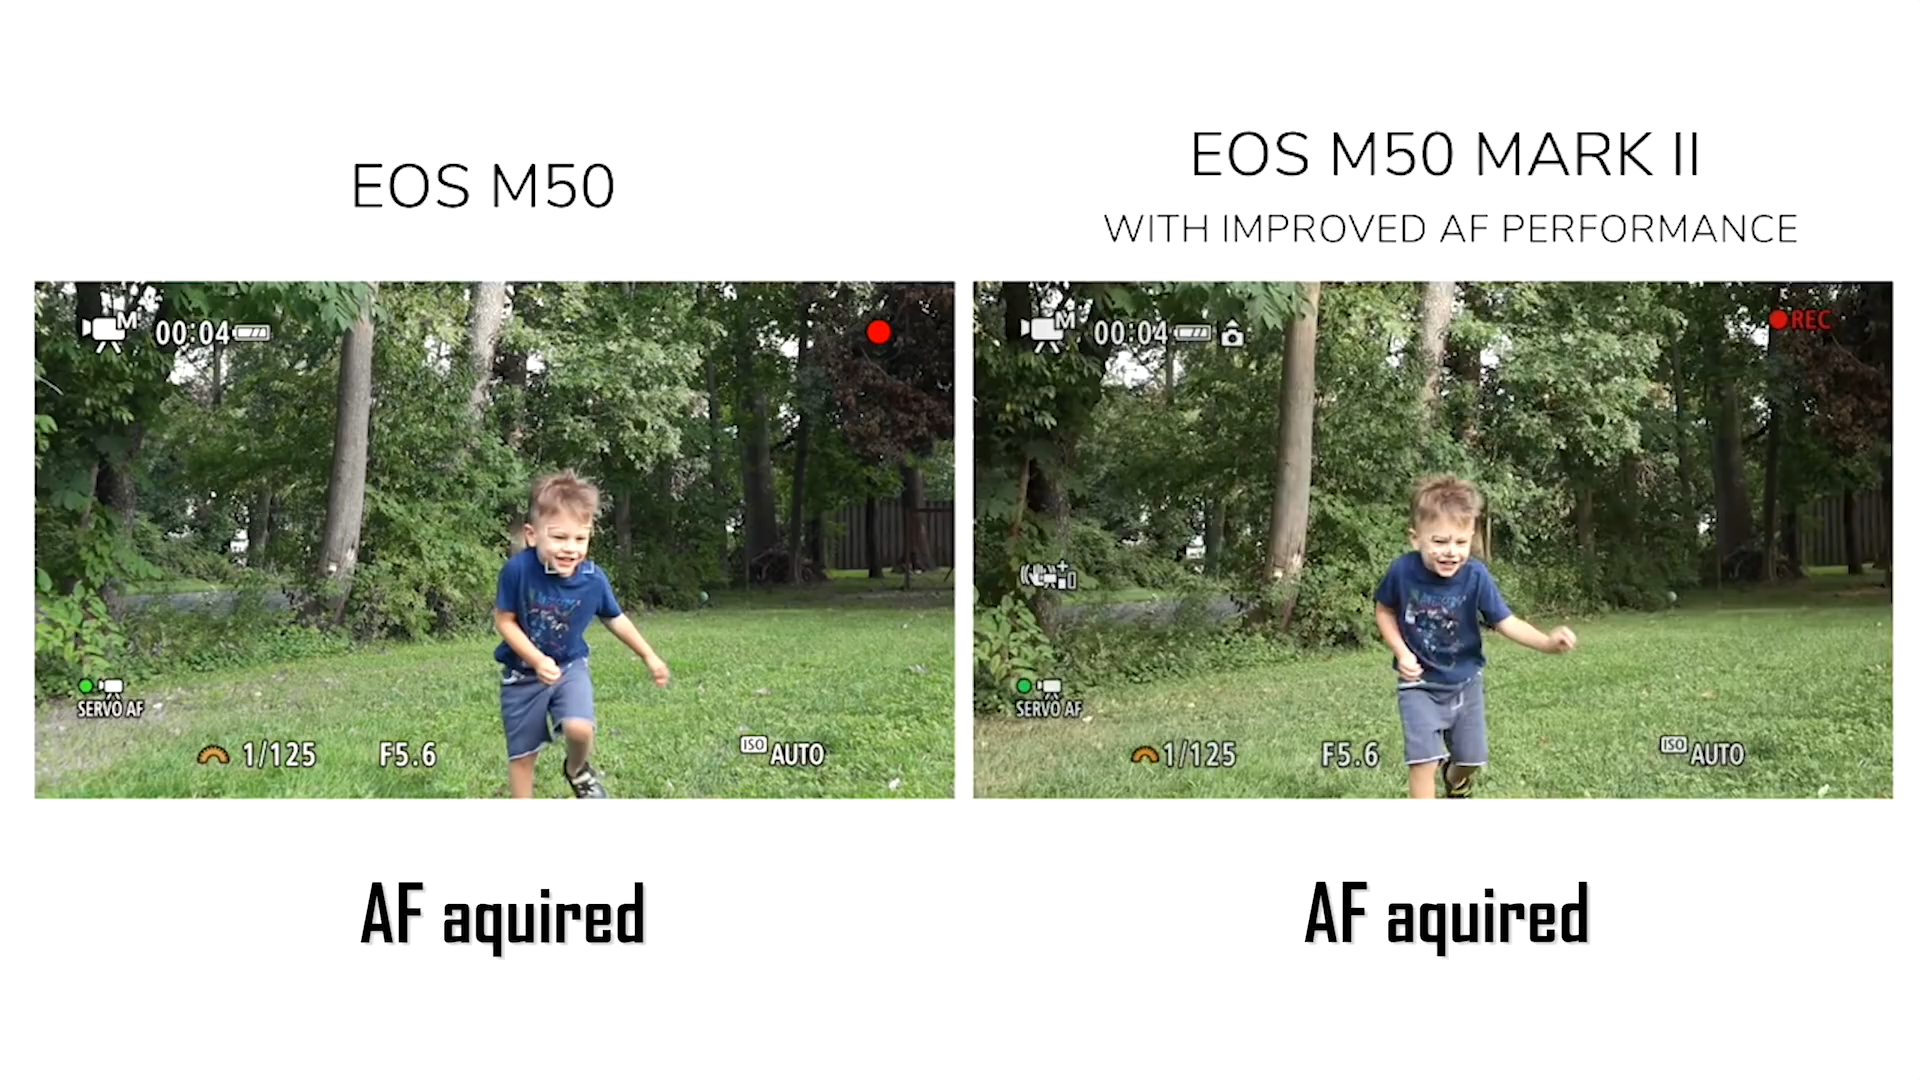 EOS M50
EOS M50 MARK II
WITH IMPROVED AF PERFORMANCE
M 00:04
M 00:04
REC
SERVO AF
SERVO AF
1/125 F5.6 ISO AUTO
1/125 F5.6 ISO AUTO
AF aquired
AF aquired